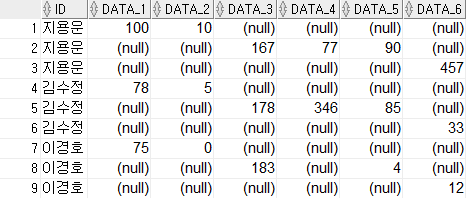 ID DATA_1 DATA_2 DATA_3 DATA_4 DATA_5 DATA_6
1 지용운 100 10 (null) (null) (null) (null)
2 지용운 (null) (null) 167 77 90 (null)
3 지용운 (null) (null) (null) (null) (null) 457
4 김수정 78 5 (null) (null) (null) (null)
5 김수정 (null) (null) 178 346 85 (null)
6 김수정 (null) (null) (null) (null) (null) 33
7 이경호 75 0 (null) (null) (null) (null)
8 이경호 (null) (null) 183 (null) 4 (null)
9 이경호 (null) (null) (null) (null) (null) 12